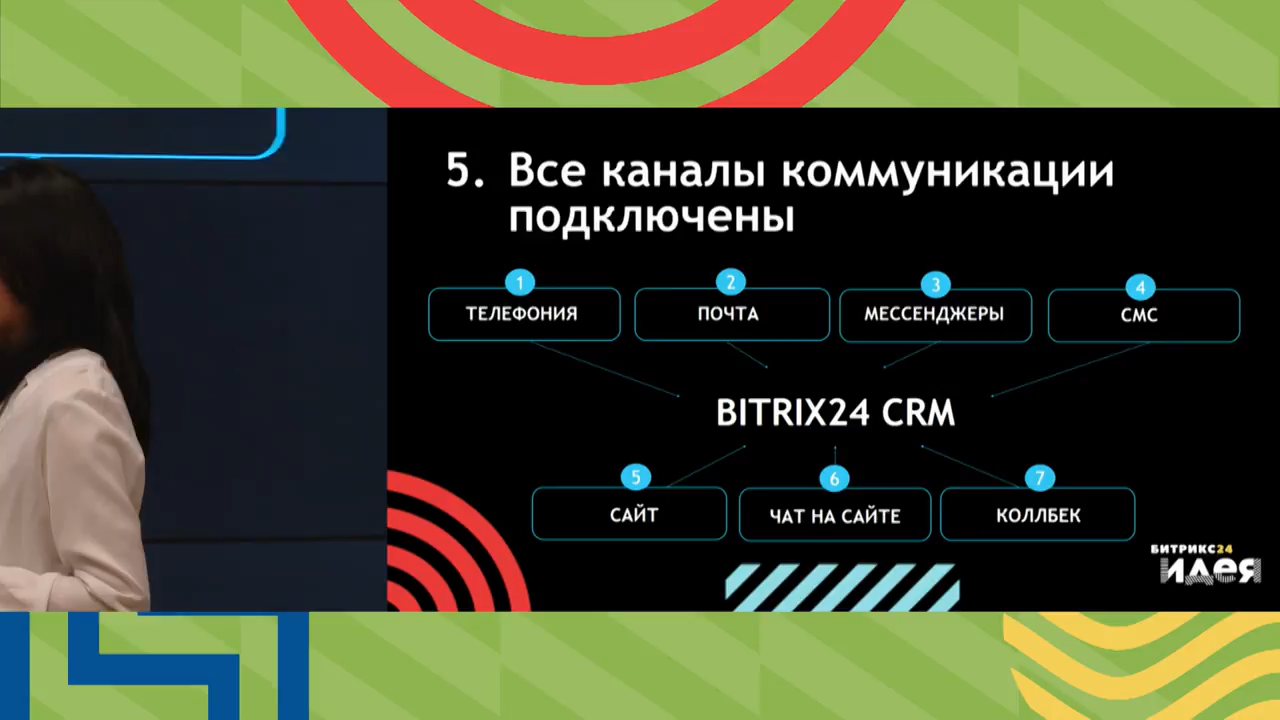 5. Все каналы коммуникации
подключены
1
2
3
4
ТЕЛЕФОНИЯ
ПОЧТА
МЕССЕНДЖЕРЫ
СМС
BITRIX24 CRM
5
6
7
САЙТ
ЧАТ НА САЙТЕ
КОЛЛБЕК
БИТРИКС24
идея